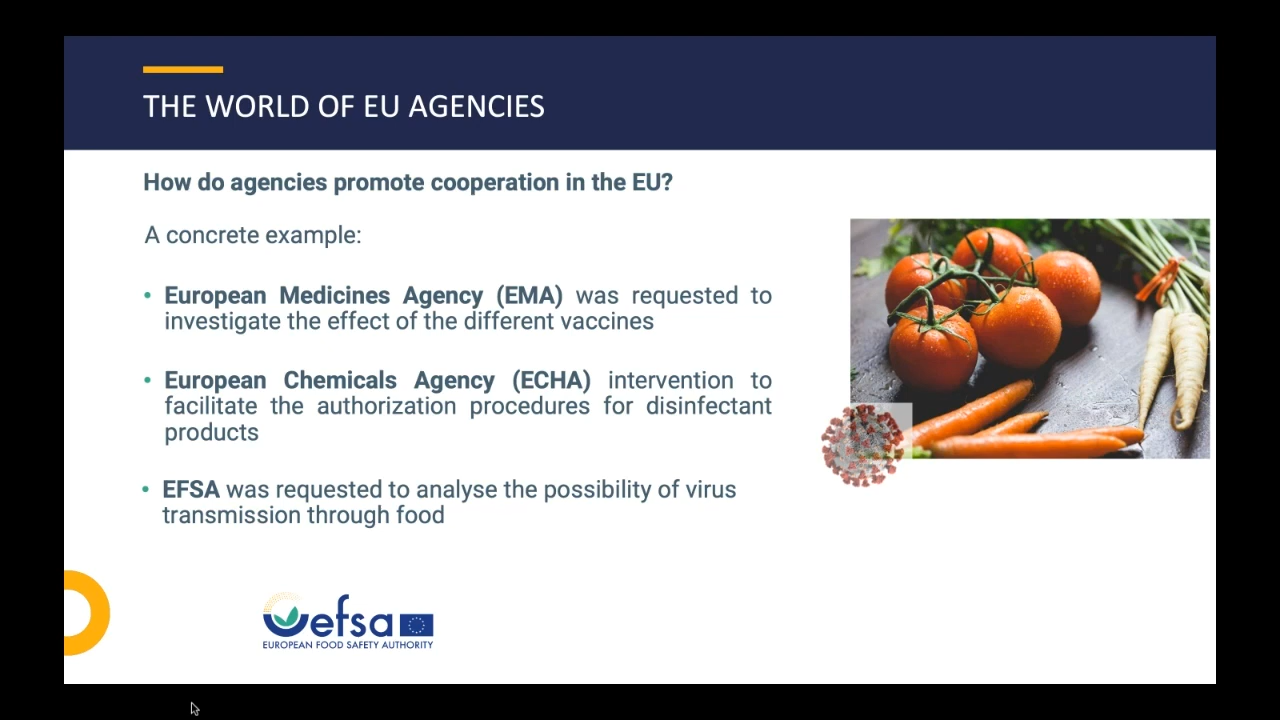 THE WORLD OF EU AGENCIES
How do agencies promote cooperation in the EU?
A concrete example:
• European Medicines Agency (EMA) was requested to
investigate the effect of the different vaccines
• European Chemicals Agency (ECHA) intervention to
facilitate the authorization procedures for disinfectant
products
• EFSA was requested to analyse the possibility of virus
transmission through food
efsa
EUROPEAN FOOD SAFETY AUTHORITY